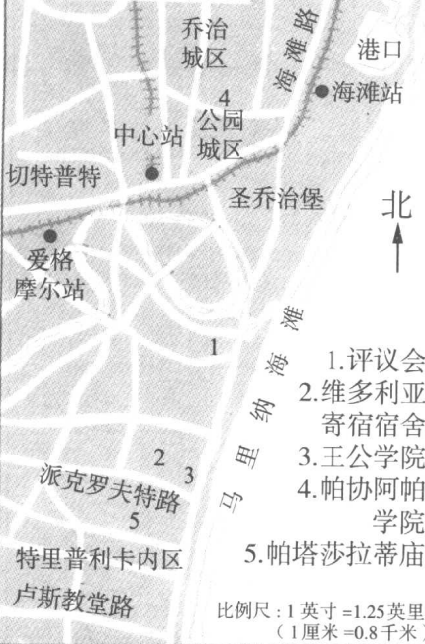 乔治
城区
海滩路
港口
海滩站
4
公园
城区
中心站
切特普特
圣乔治堡
北
爱格
摩尔站
1
马里纳海滩
1.评议会
2.维多利亚
寄宿宿舍
3.王公学院
4.帕协阿帕
学院
5.帕塔莎拉蒂庙
2
3
派克罗夫特路
5
特里普利卡内区
卢斯教堂路
比例尺:1英寸=1.25英里
(1厘米=0.8千米)